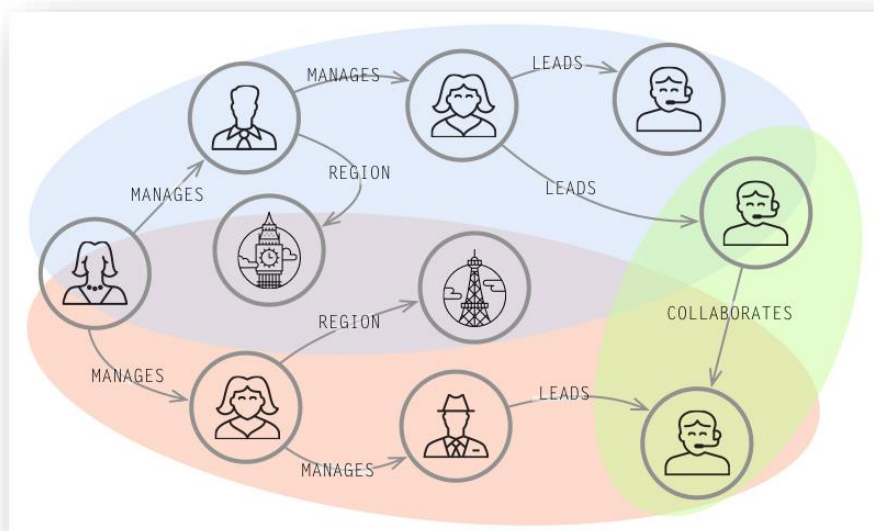 MANAGES
LEADS
REGION
MANAGES
LEADS
COLLABORATES
REGION
MANAGES
LEADS
MANAGES